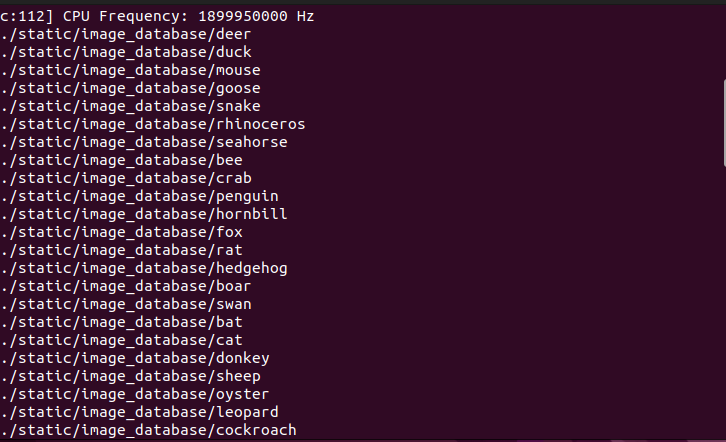 c:112] CPU Frequency: 1899950000 Hz
./static/image_database/deer
./static/image_database/duck
./static/image_database/mouse
./static/image_database/goose
./static/image_database/snake
./static/image_database/rhinoceros
./static/image_database/seahorse
./static/image_database/bee
./static/image_database/crab
./static/image_database/penguin
./static/image_database/hornbill
./static/image_database/fox
./static/image_database/rat
./static/image_database/hedgehog
./static/image_database/boar
./static/image_database/swan
./static/image_database/bat
./static/image_database/cat
./static/image_database/donkey
./static/image_database/sheep
./static/image_database/oyster
./static/image_database/leopard
./static/image_database/cockroach